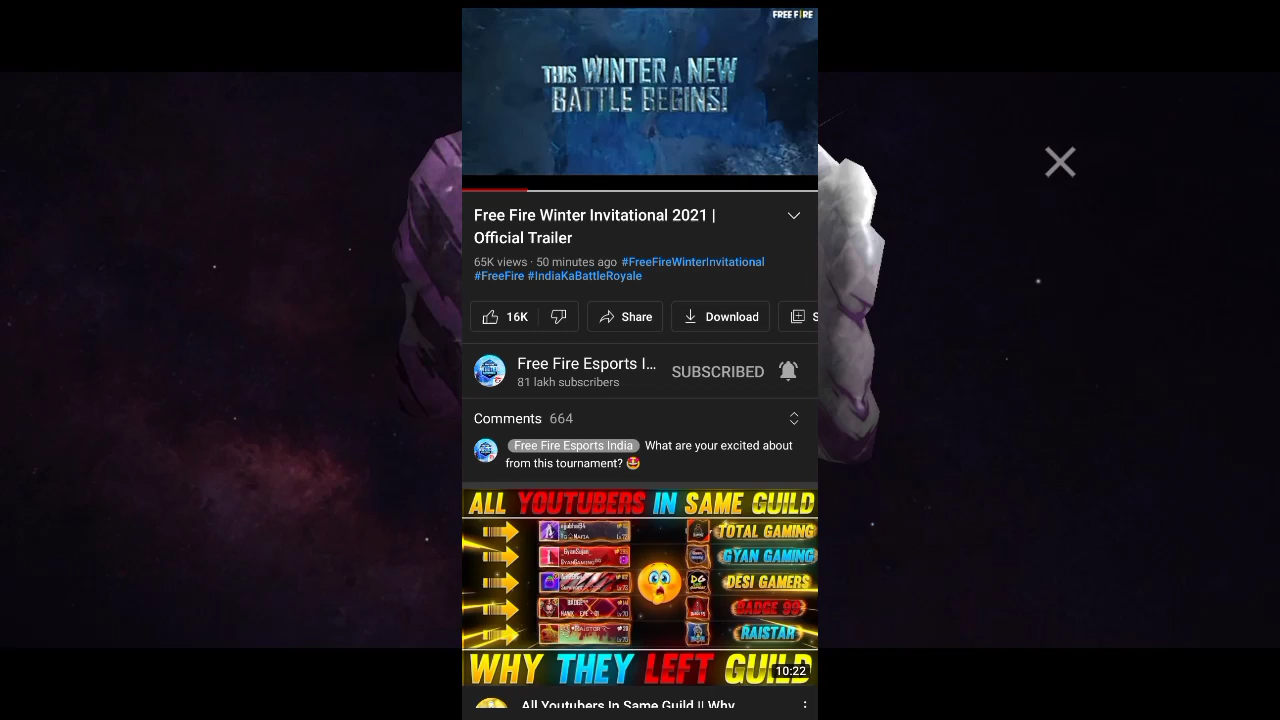 FREE FIRE
THIS WINTER A NEW
BATTLE BEGINS!
Free Fire Winter Invitational 2021 |
Official Trailer
65K views · 50 minutes ago #FreeFireWinterInvitational
#FreeFire #IndiaKaBattleRoyale
16K
Share
Download
S
Free Fire Esports I...
81 lakh subscribers
SUBSCRIBED
Comments 664
Free Fire Esports India What are your excited about
from this tournament? 🤩
ALL YOUTUBERS IN SAME GUILD
TOTAL GAMING
GYAN GAMING
DESI GAMERS
BADGE 99
RAISTAR
WHY THEY LEFT GUILD
10:22
All Youtubers In Same Guild || Why